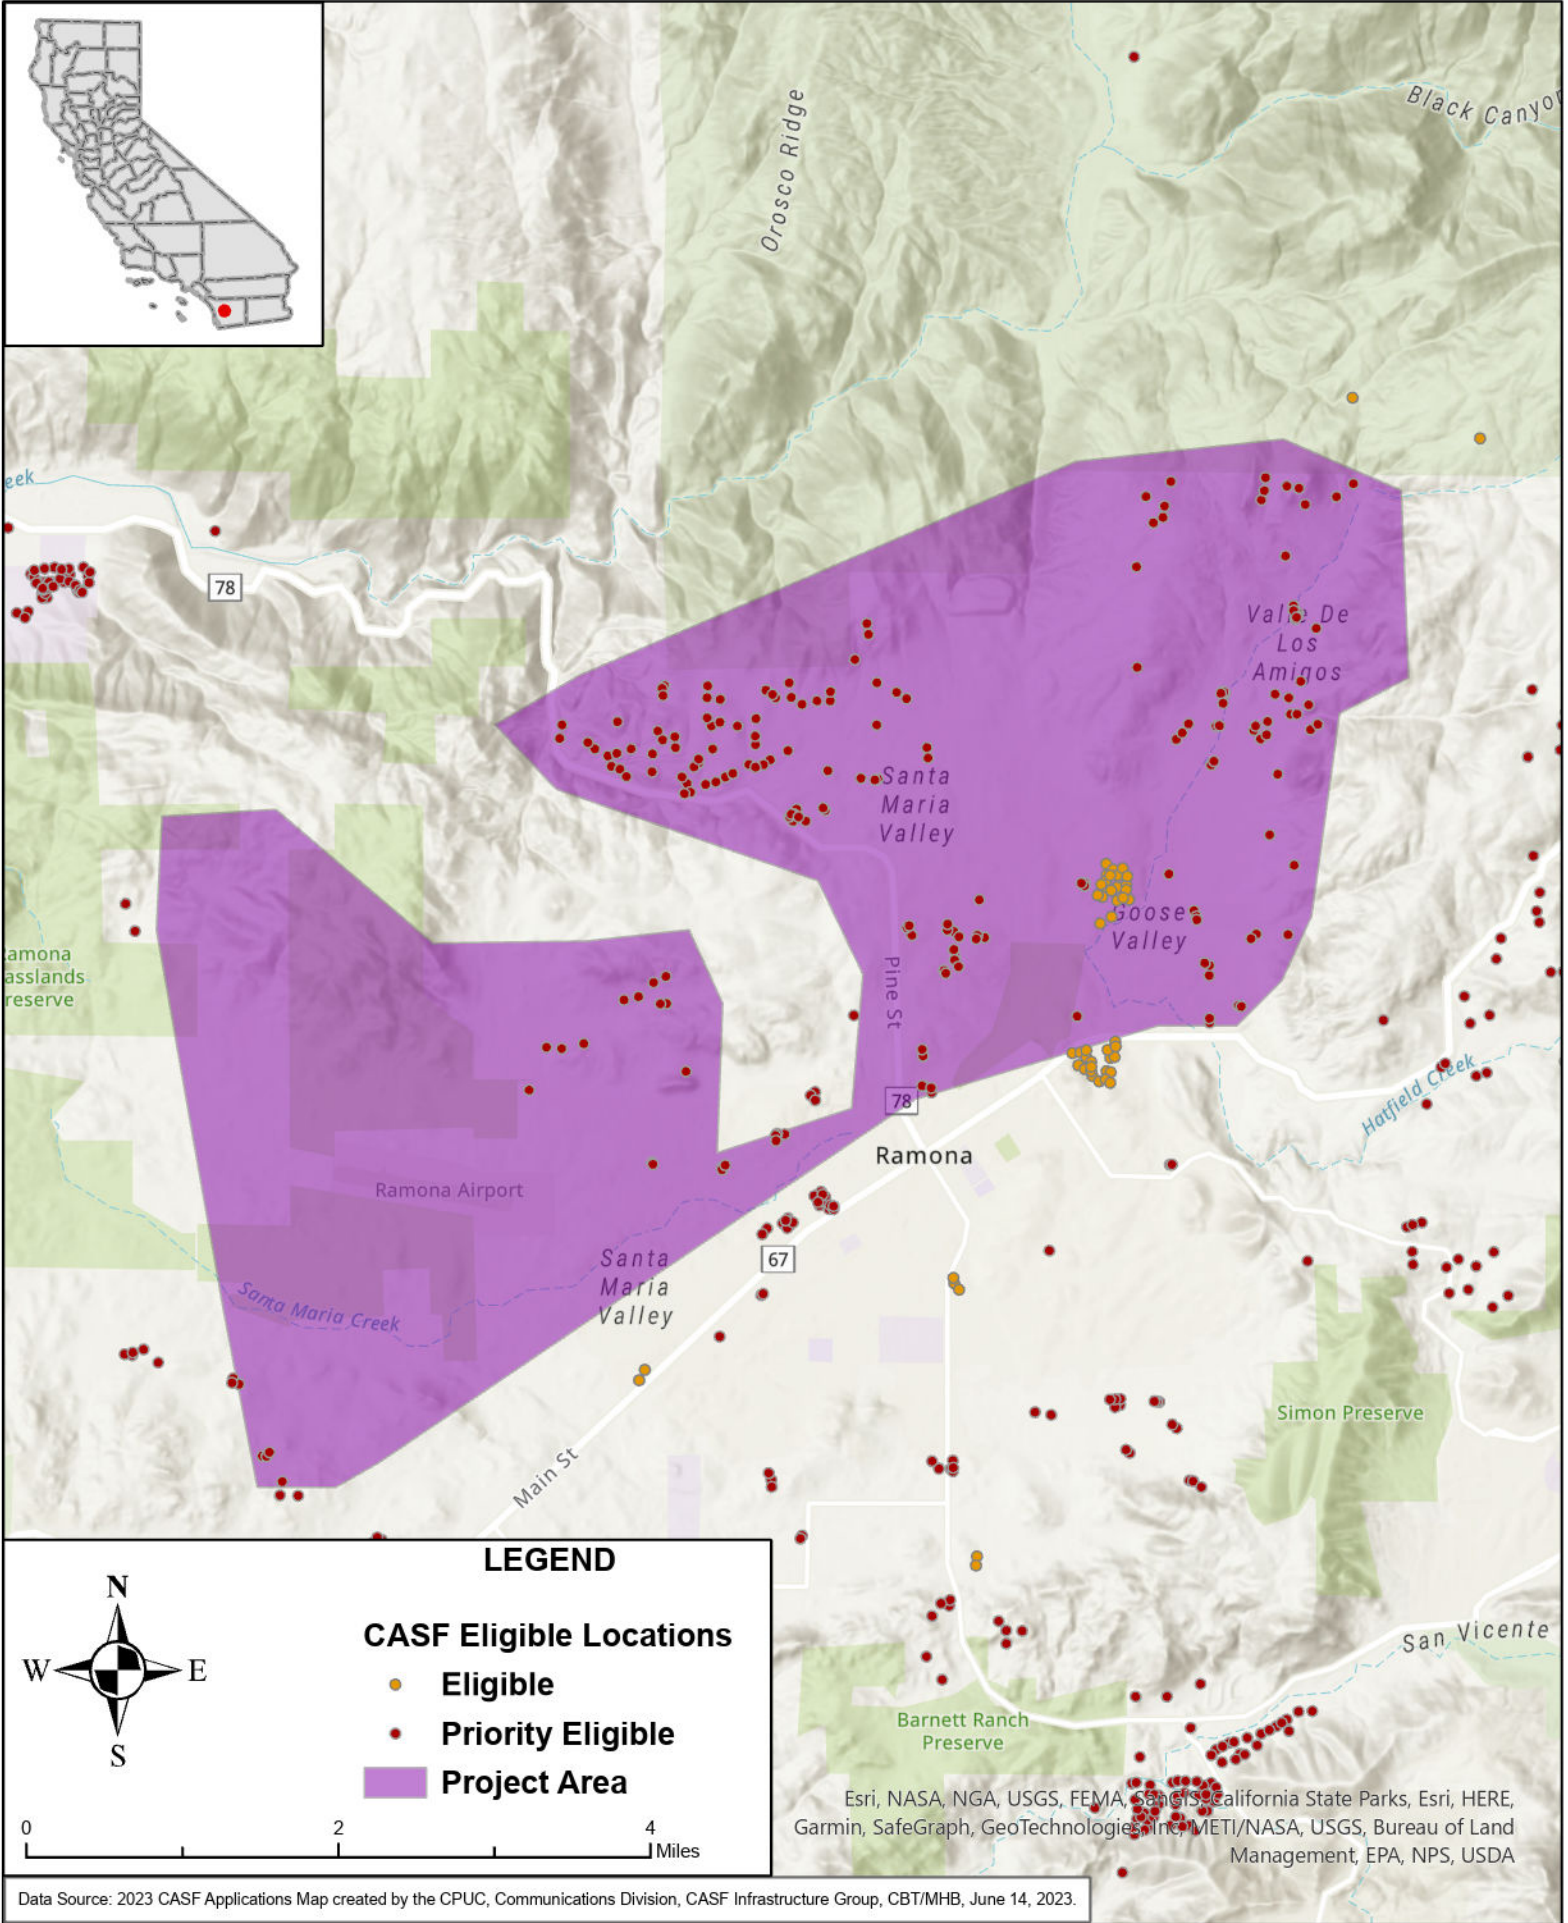 Orosco Ridge
Black Canyon
eek
78
Valle De
Los
Amigos
Santa
Maria
Valley
Goose
Valley
amona
asslands
reserve
Pine St
78
Ramona
Hatfield Creek
Ramona Airport
67
Santa
Maria
Valley
Santa Maria Creek
Simon Preserve
Main St
San Vicente
Barnett Ranch
Preserve
LEGEND
CASF Eligible Locations
Eligible
Priority Eligible
Project Area
N
W
E
S
0
2
4
Miles
Esri, NASA, NGA, USGS, FEMA, SanGIS, California State Parks, Esri, HERE,
Garmin, SafeGraph, GeoTechnologies, Inc, METI/NASA, USGS, Bureau of Land
Management, EPA, NPS, USDA
Data Source: 2023 CASF Applications Map created by the CPUC, Communications Division, CASF Infrastructure Group, CBT/MHB, June 14, 2023.